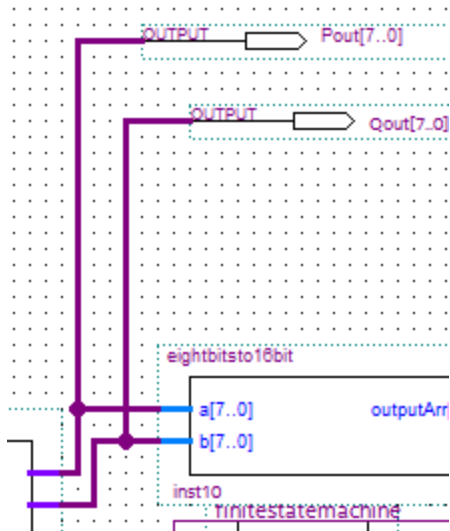 OUTPUT
Pout[7..0]
OUTPUT
Qout[7..0]
eightbitsto16bit
a[7..0]
outputArr[
b[7..0]
inst10
finitestatemachine